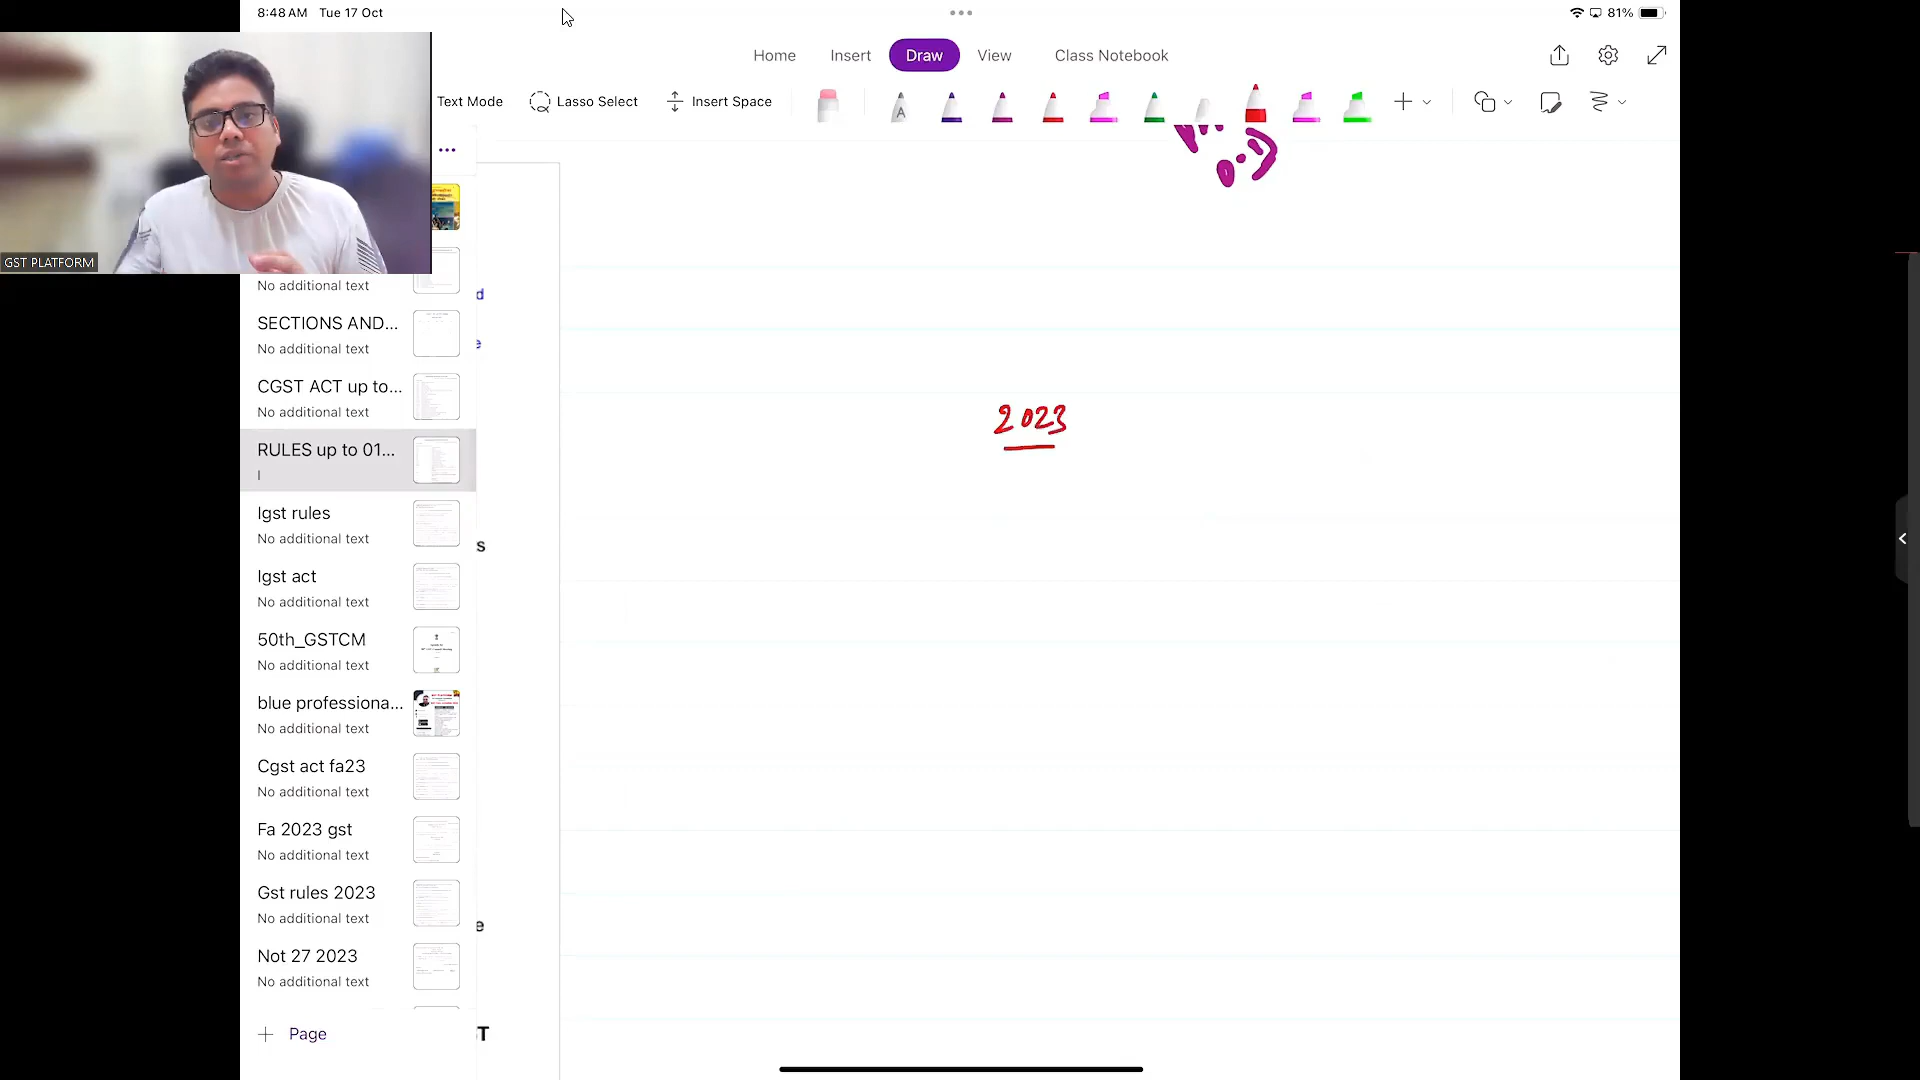 8:48 AM Tue 17 Oct
81%
Home Insert Draw View Class Notebook
Text Mode Lasso Select Insert Space
A
GST PLATFORM
No additional text
d
SECTIONS AND...
No additional text
e
CGST ACT up to...
No additional text
2023
RULES up to 01...
I
Igst rules
No additional text
s
Igst act
No additional text
50th_GSTCM
No additional text
blue professiona...
No additional text
Cgst act fa23
No additional text
Fa 2023 gst
No additional text
Gst rules 2023
No additional text
e
Not 27 2023
No additional text
+ Page
ST